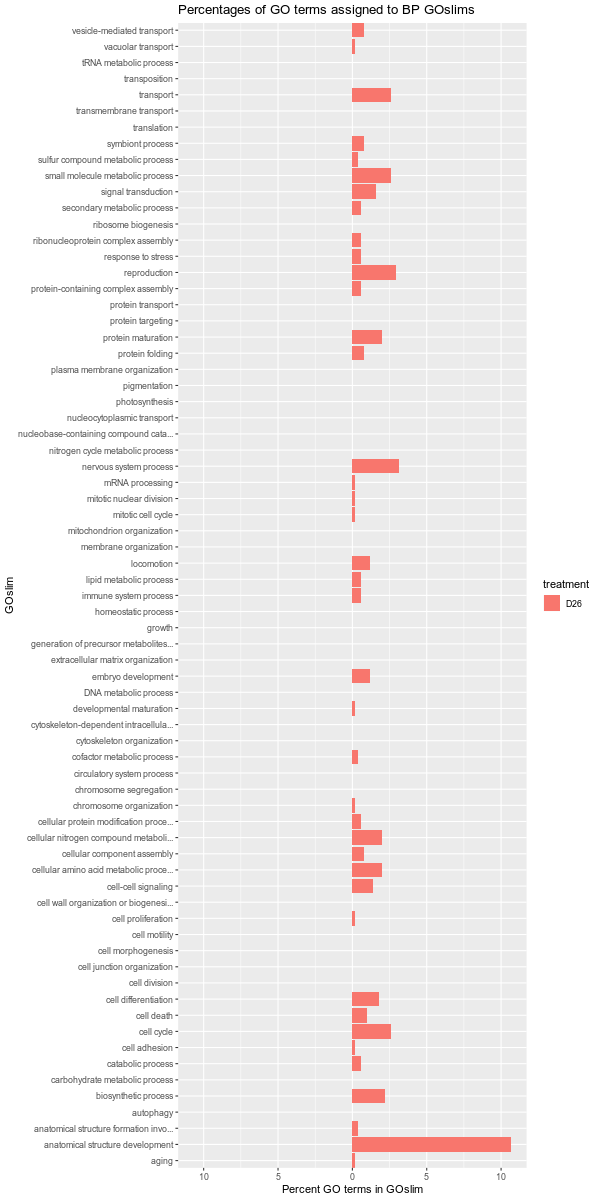 Percentages of GO terms assigned to BP GOslims
vesicle-mediated transport
vacuolar transport
tRNA metabolic process
transposition
transport
transmembrane transport
translation
symbiont process
sulfur compound metabolic process
small molecule metabolic process
signal transduction
secondary metabolic process
ribosome biogenesis
ribonucleoprotein complex assembly
response to stress
reproduction
protein-containing complex assembly
protein transport
protein targeting
protein maturation
protein folding
plasma membrane organization
pigmentation
photosynthesis
nucleocytoplasmic transport
nucleobase-containing compound cata...
nitrogen cycle metabolic process
nervous system process
mRNA processing
mitotic nuclear division
mitotic cell cycle
mitochondrion organization
membrane organization
locomotion
lipid metabolic process
immune system process
homeostatic process
growth
generation of precursor metabolites...
extracellular matrix organization
embryo development
DNA metabolic process
developmental maturation
cytoskeleton-dependent intracellula...
cytoskeleton organization
cofactor metabolic process
circulatory system process
chromosome segregation
chromosome organization
cellular protein modification proce...
cellular nitrogen compound metaboli...
cellular component assembly
cellular amino acid metabolic proce...
cell-cell signaling
cell wall organization or biogenesi...
cell proliferation
cell motility
cell morphogenesis
cell junction organization
cell division
cell differentiation
cell death
cell cycle
cell adhesion
catabolic process
carbohydrate metabolic process
biosynthetic process
autophagy
anatomical structure formation invo...
anatomical structure development
aging
GOslim
10 5 0 5 10
Percent GO terms in GOslim
treatment
D26